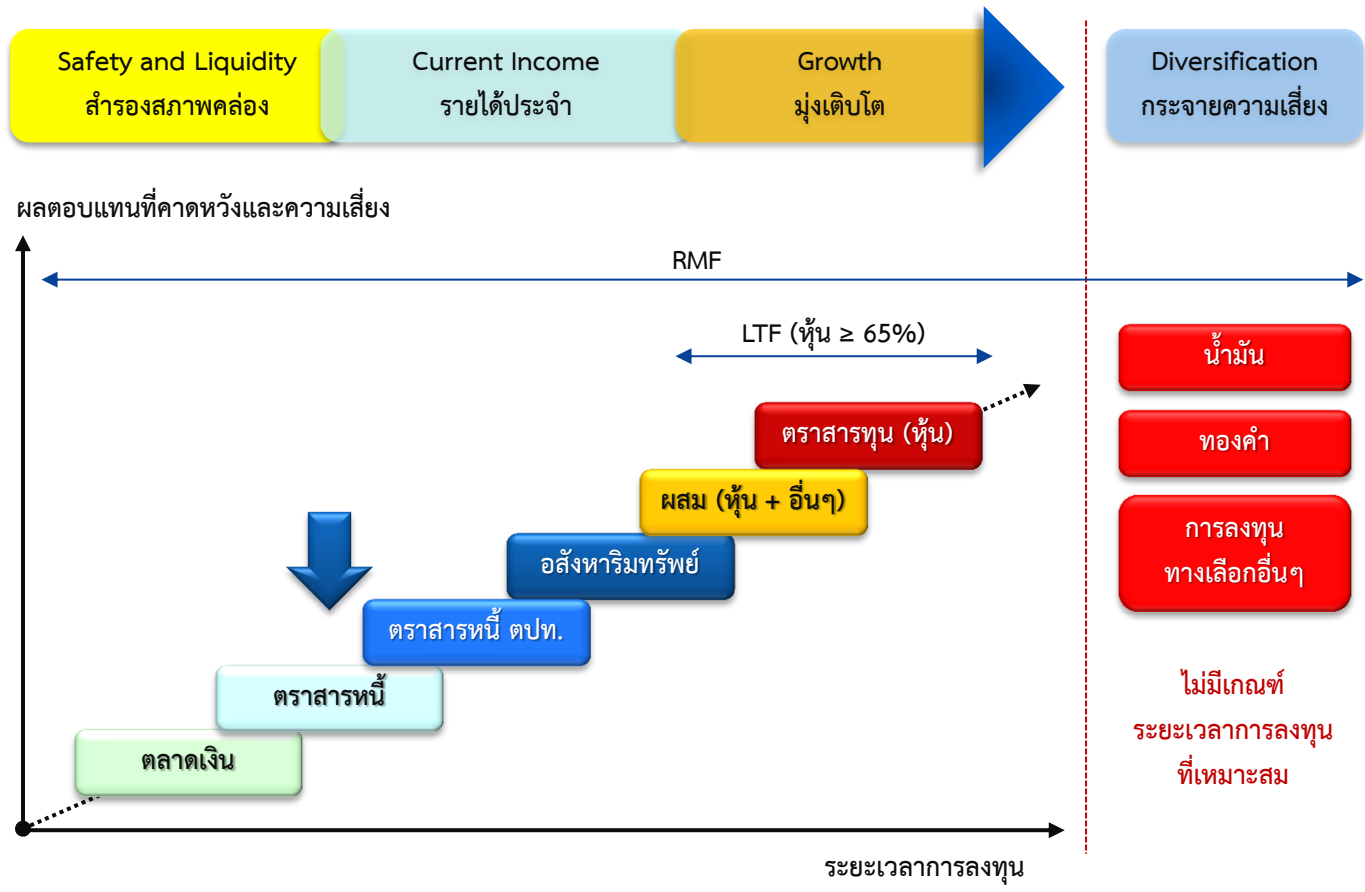 Safety and Liquidity
สำรองสภาพคล่อง
Current Income
รายได้ประจำ
Growth
มุ่งเติบโต
Diversification
กระจายความเสี่ยง
ผลตอบแทนที่คาดหวังและความเสี่ยง
RMF
LTF (หุ้น ≥ 65%)
น้ำมัน
ตราสารทุน (หุ้น)
ทองคำ
ผสม (หุ้น + อื่นๆ)
การลงทุน
ทางเลือกอื่นๆ
อสังหาริมทรัพย์
ตราสารหนี้ ตปท.
ตราสารหนี้
ตลาดเงิน
ไม่มีเกณฑ์
ระยะเวลาการลงทุน
ที่เหมาะสม
ระยะเวลาการลงทุน